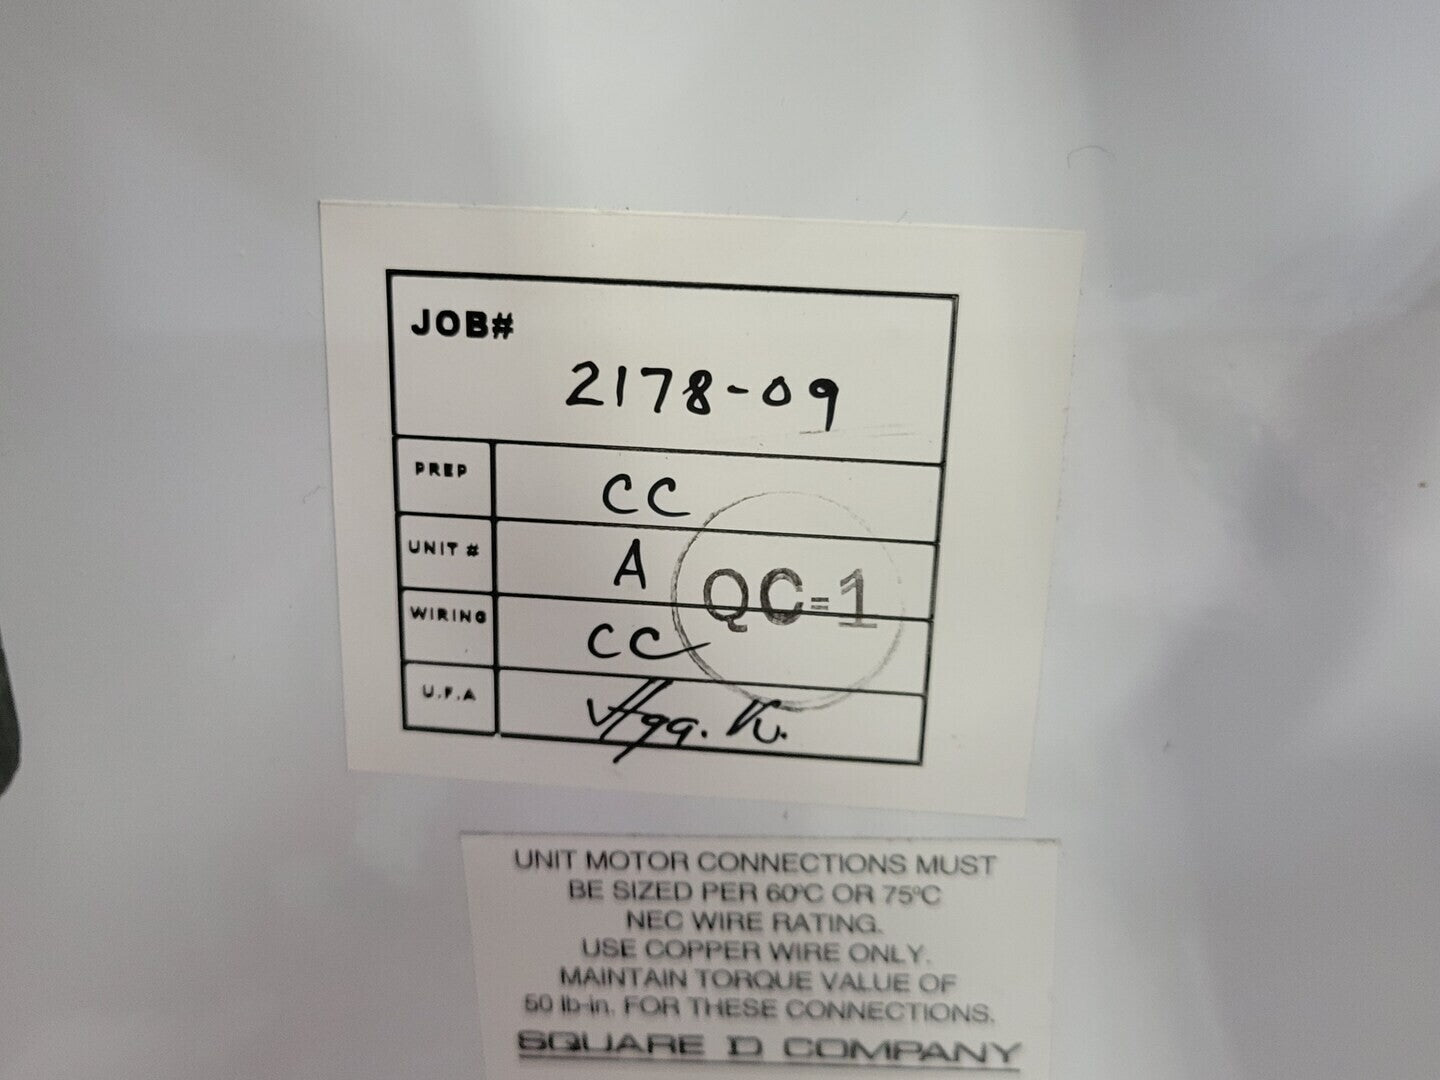 JOB#
2178-09
PREP CC
UNIT # A
QC=1
WIRING CC
U.F.A
UNIT MOTOR CONNECTIONS MUST
BE SIZED PER 60°C OR 75°C
NEC WIRE RATING.
USE COPPER WIRE ONLY.
MAINTAIN TORQUE VALUE OF
50 lb-in. FOR THESE CONNECTIONS.
SQUARE D COMPANY